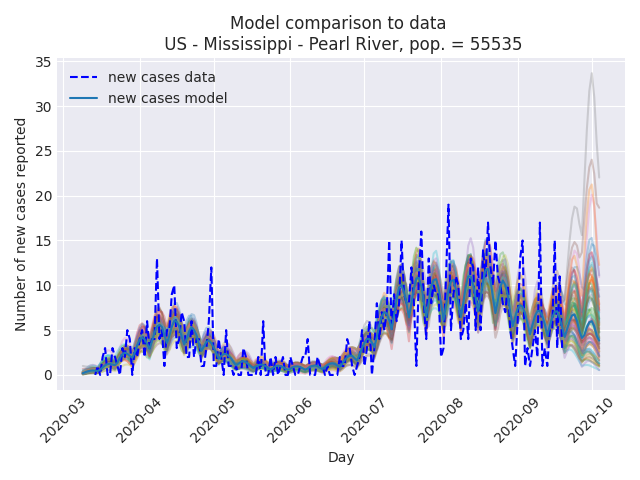 Model comparison to data
US - Mississippi - Pearl River, pop. = 55535
new cases data
new cases model
Number of new cases reported
35
30
25
20
15
10
5
0
2020-03
2020-04
2020-05
2020-06
2020-07
2020-08
2020-09
2020-10
Day